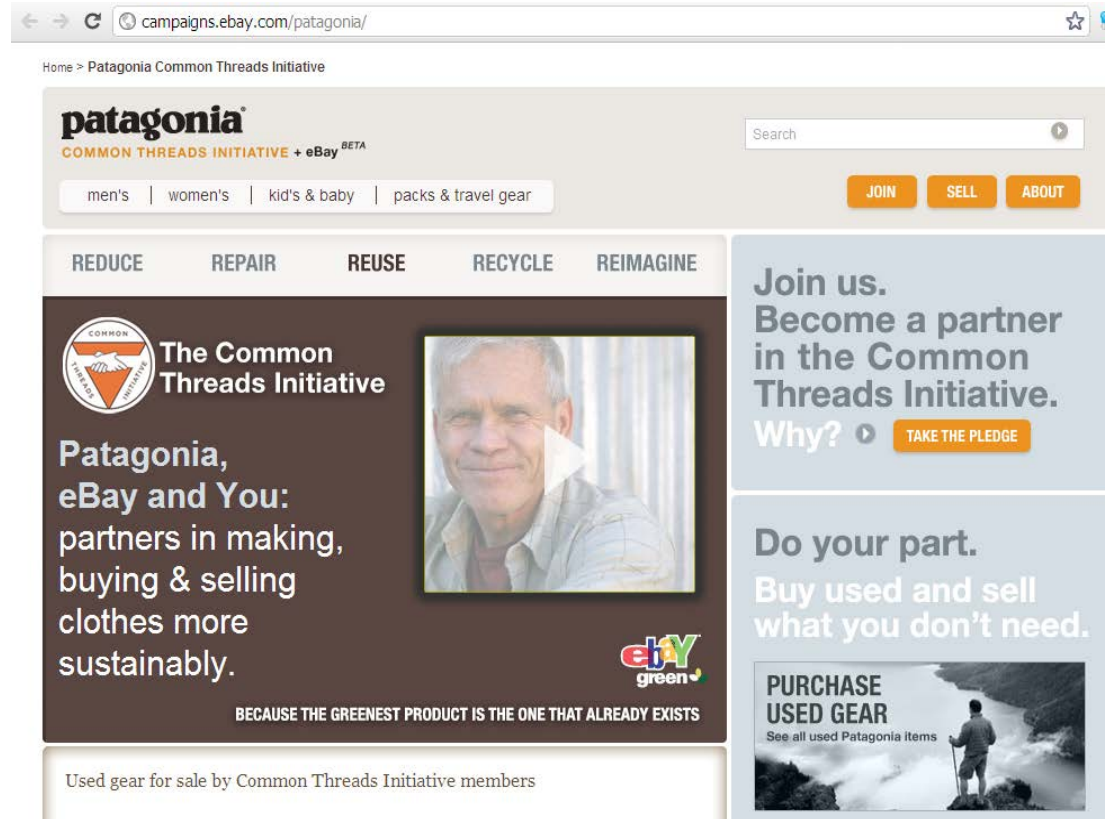 campaigns.ebay.com/patagonia/
Home > Patagonia Common Threads Initiative
patagonia®
COMMON THREADS INITIATIVE + eBay BETA
Search
men's | women's | kid's & baby | packs & travel gear
JOIN
SELL
ABOUT
REDUCE REPAIR REUSE RECYCLE REIMAGINE
COMMON THREADS INITIATIVE
The Common
Threads Initiative
Patagonia,
eBay and You:
partners in making,
buying & selling
clothes more
sustainably.
ebay
green
BECAUSE THE GREENEST PRODUCT IS THE ONE THAT ALREADY EXISTS
Used gear for sale by Common Threads Initiative members
Join us.
Become a partner
in the Common
Threads Initiative.
Why? TAKE THE PLEDGE
Do your part.
Buy used and sell
what you don't need.
PURCHASE
USED GEAR
See all used Patagonia items